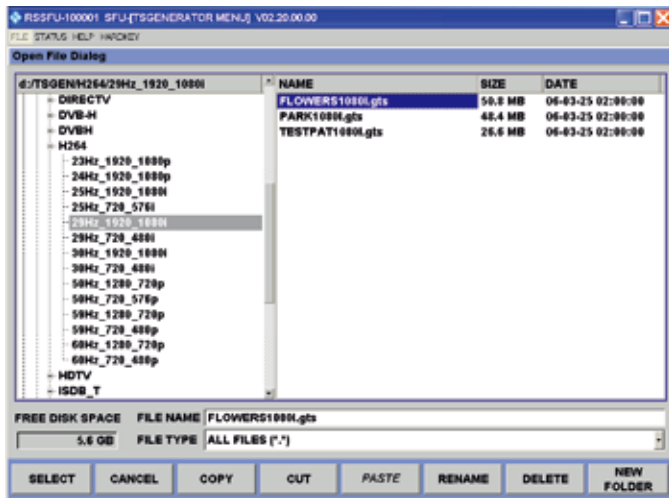 RSSFU-100001 SFU-[TSGENERATOR MENU] V02.20.00.00
FILE STATUS HELP HARDKEY
Open File Dialog
d:/TSGEN/H264/29Hz_1920_1080i
DIRECTV
DVB-H
DVBH
H264
23Hz_1920_1080p
24Hz_1920_1080p
25Hz_1920_1080i
25Hz_720_576i
29Hz_1920_1080i
29Hz_720_480i
30Hz_1920_1080i
30Hz_720_480i
50Hz_1280_720p
50Hz_720_576p
59Hz_1280_720p
59Hz_720_480p
60Hz_1280_720p
60Hz_720_480p
HDTV
ISDB_T
NAME SIZE DATE
FLOWERS1080I.gts 50.8 MB 06-03-25 02:00:00
PARK1080I.gts 48.4 MB 06-03-25 02:00:00
TESTPAT1080I.gts 26.6 MB 06-03-25 02:00:00
FREE DISK SPACE FILE NAME FLOWERS1080I.gts
5.6 GB FILE TYPE ALL FILES (*.*)
SELECT CANCEL COPY CUT PASTE RENAME DELETE NEW FOLDER